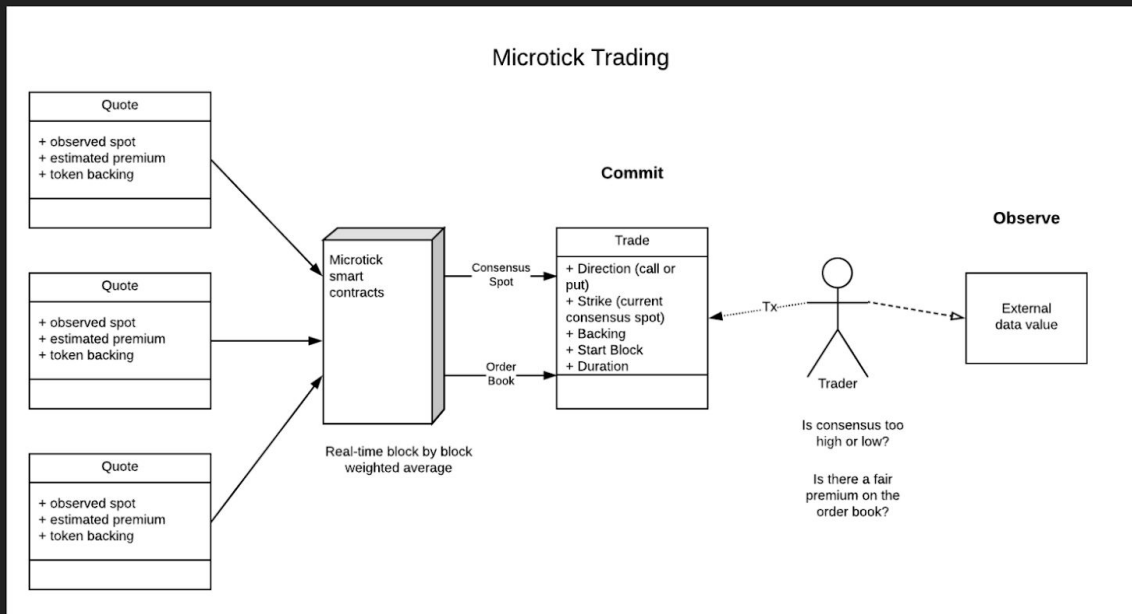 Microtick Trading
Quote
+ observed spot
+ estimated premium
+ token backing
Quote
+ observed spot
+ estimated premium
+ token backing
Quote
+ observed spot
+ estimated premium
+ token backing
Microtick
smart
contracts
Real-time block by block
weighted average
Consensus
Spot
Order
Book
Commit
Trade
+ Direction (call or
put)
+ Strike (current
consensus spot)
+ Backing
+ Start Block
+ Duration
Tx
Trader
Is consensus too
high or low?
Is there a fair
premium on the
order book?
Observe
External
data value